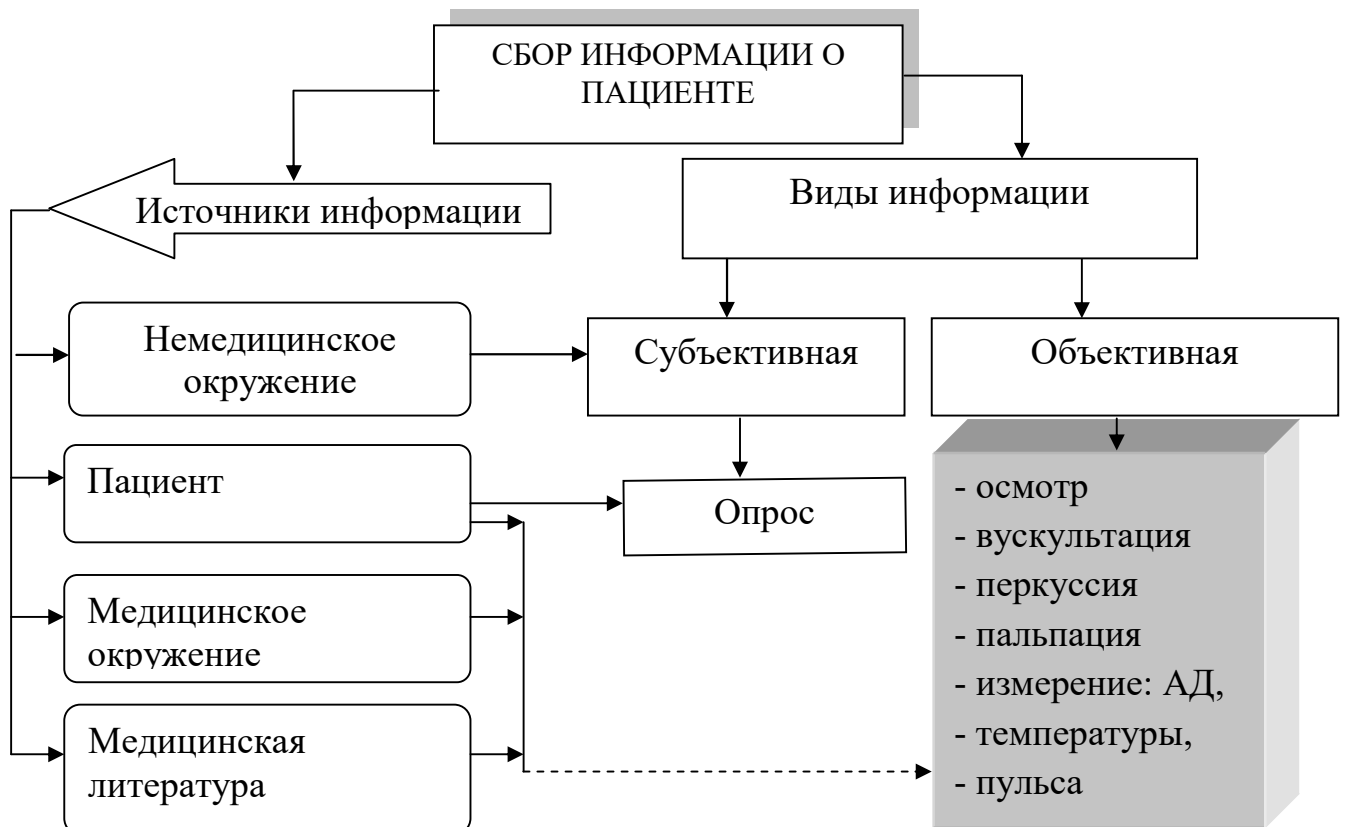 СБОР ИНФОРМАЦИИ О
ПАЦИЕНТЕ
Источники информации
Виды информации
Немедицинское
окружение
Субъективная
Объективная
Пациент
Опрос
Медицинское
окружение
Медицинская
литература
- осмотр
- вускультация
- перкуссия
- пальпация
- измерение: АД,
- температуры,
- пульса